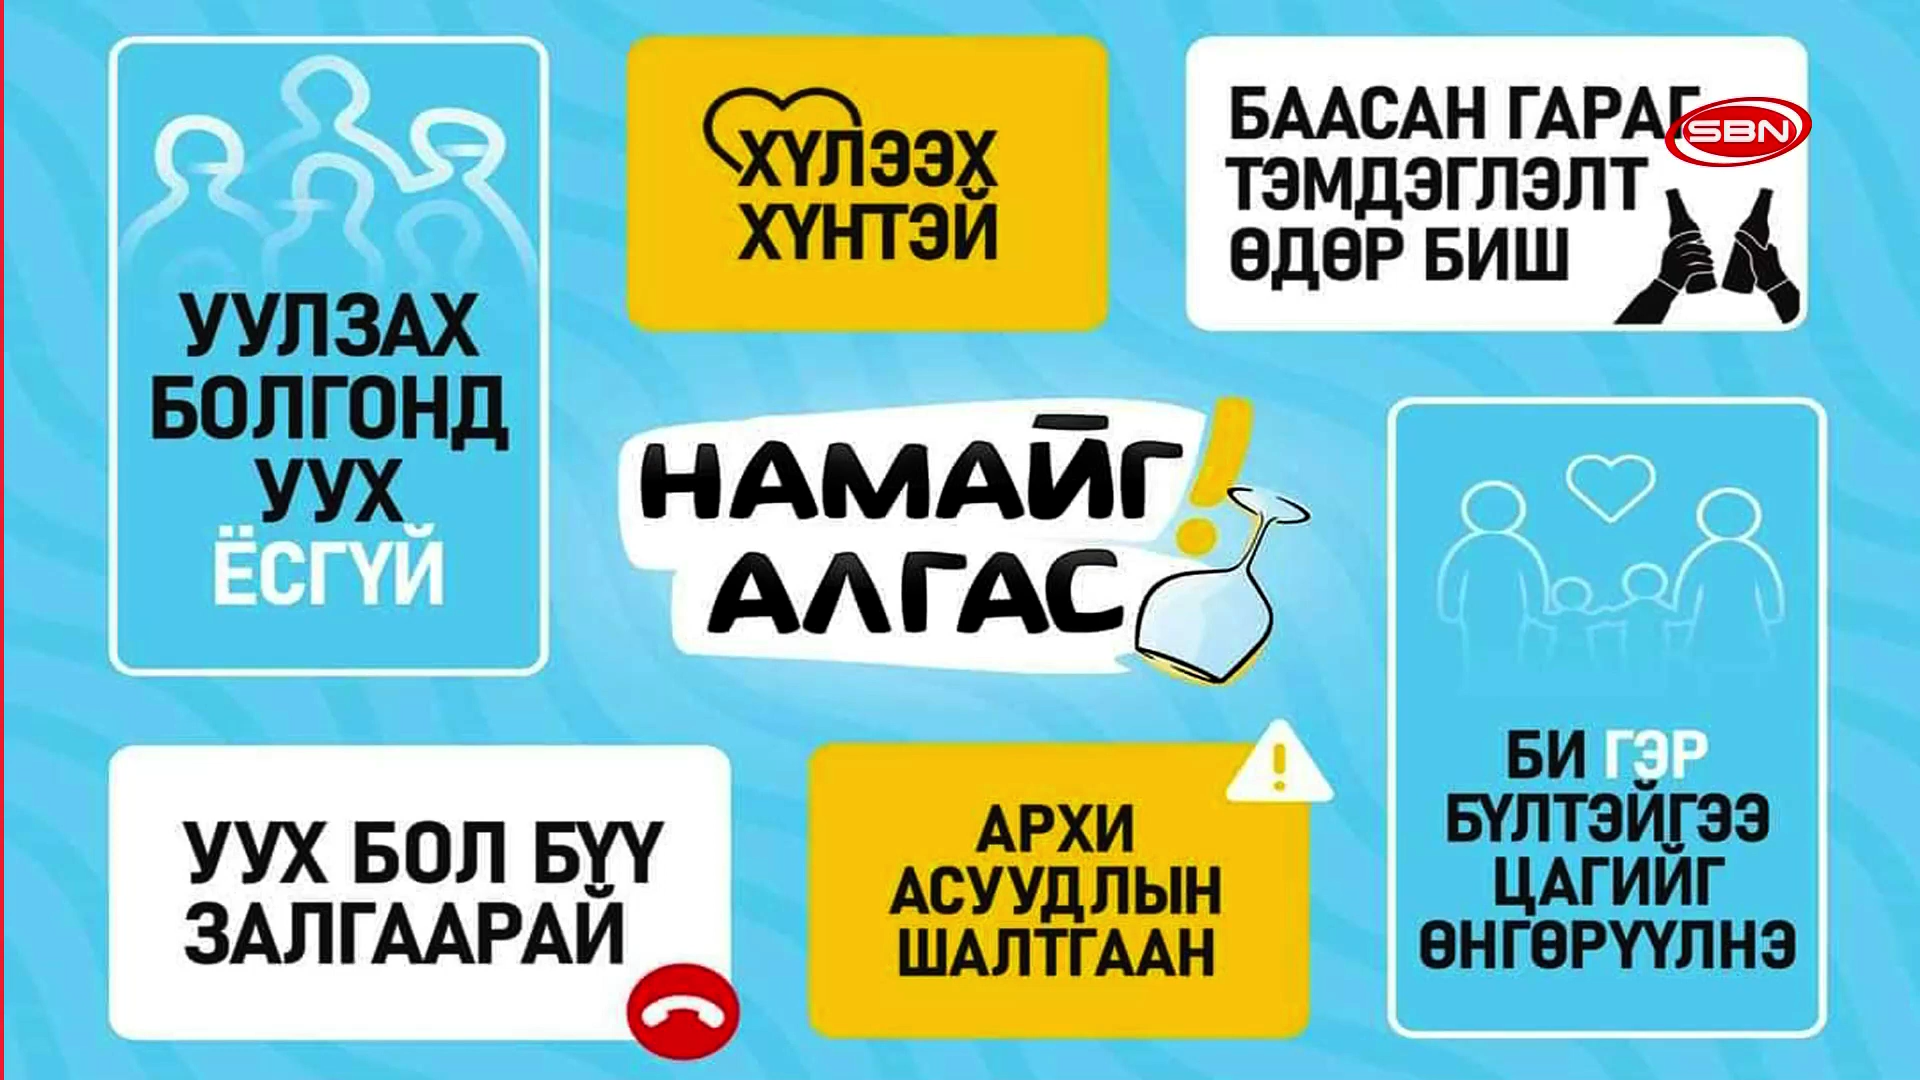 УУЛЗАХ
БОЛГОНД
УУХ
ЁСГҮЙ
ХҮЛЭЭХ
ХҮНТЭЙ
БААСАН ГАРАГ
ТЭМДЭГЛЭЛТ
ӨДӨР БИШ
SBN
НАМАЙГ!
АЛГАС
УУХ БОЛ БҮҮ
ЗАЛГААРАЙ
АРХИ
АСУУДЛЫН
ШАЛТГААН
БИ ГЭР
БҮЛТЭЙГЭЭ
ЦАГИЙГ
ӨНГӨРҮҮЛНЭ